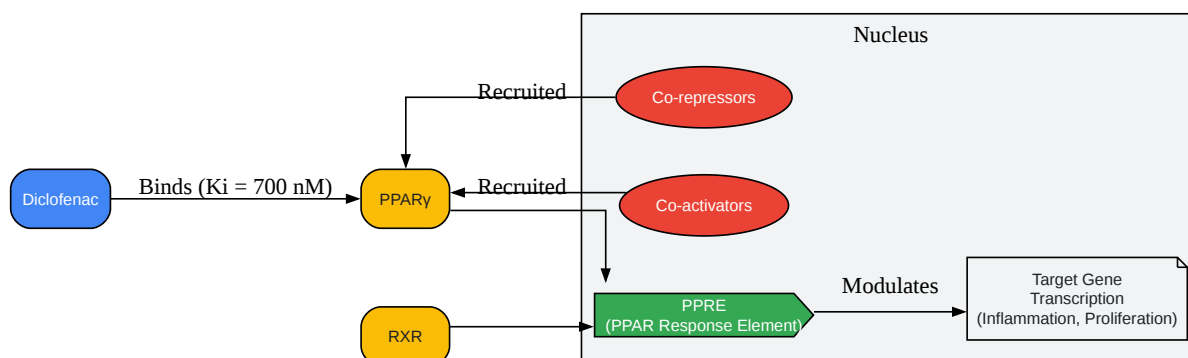 Nucleus
Recruited
Co-repressors
Diclofenac
Binds (Ki = 700 nM)
PPARγ
Recruited
Co-activators
RXR
PPRE
(PPAR Response Element)
Modulates
Target Gene
Transcription
(Inflammation, Proliferation)